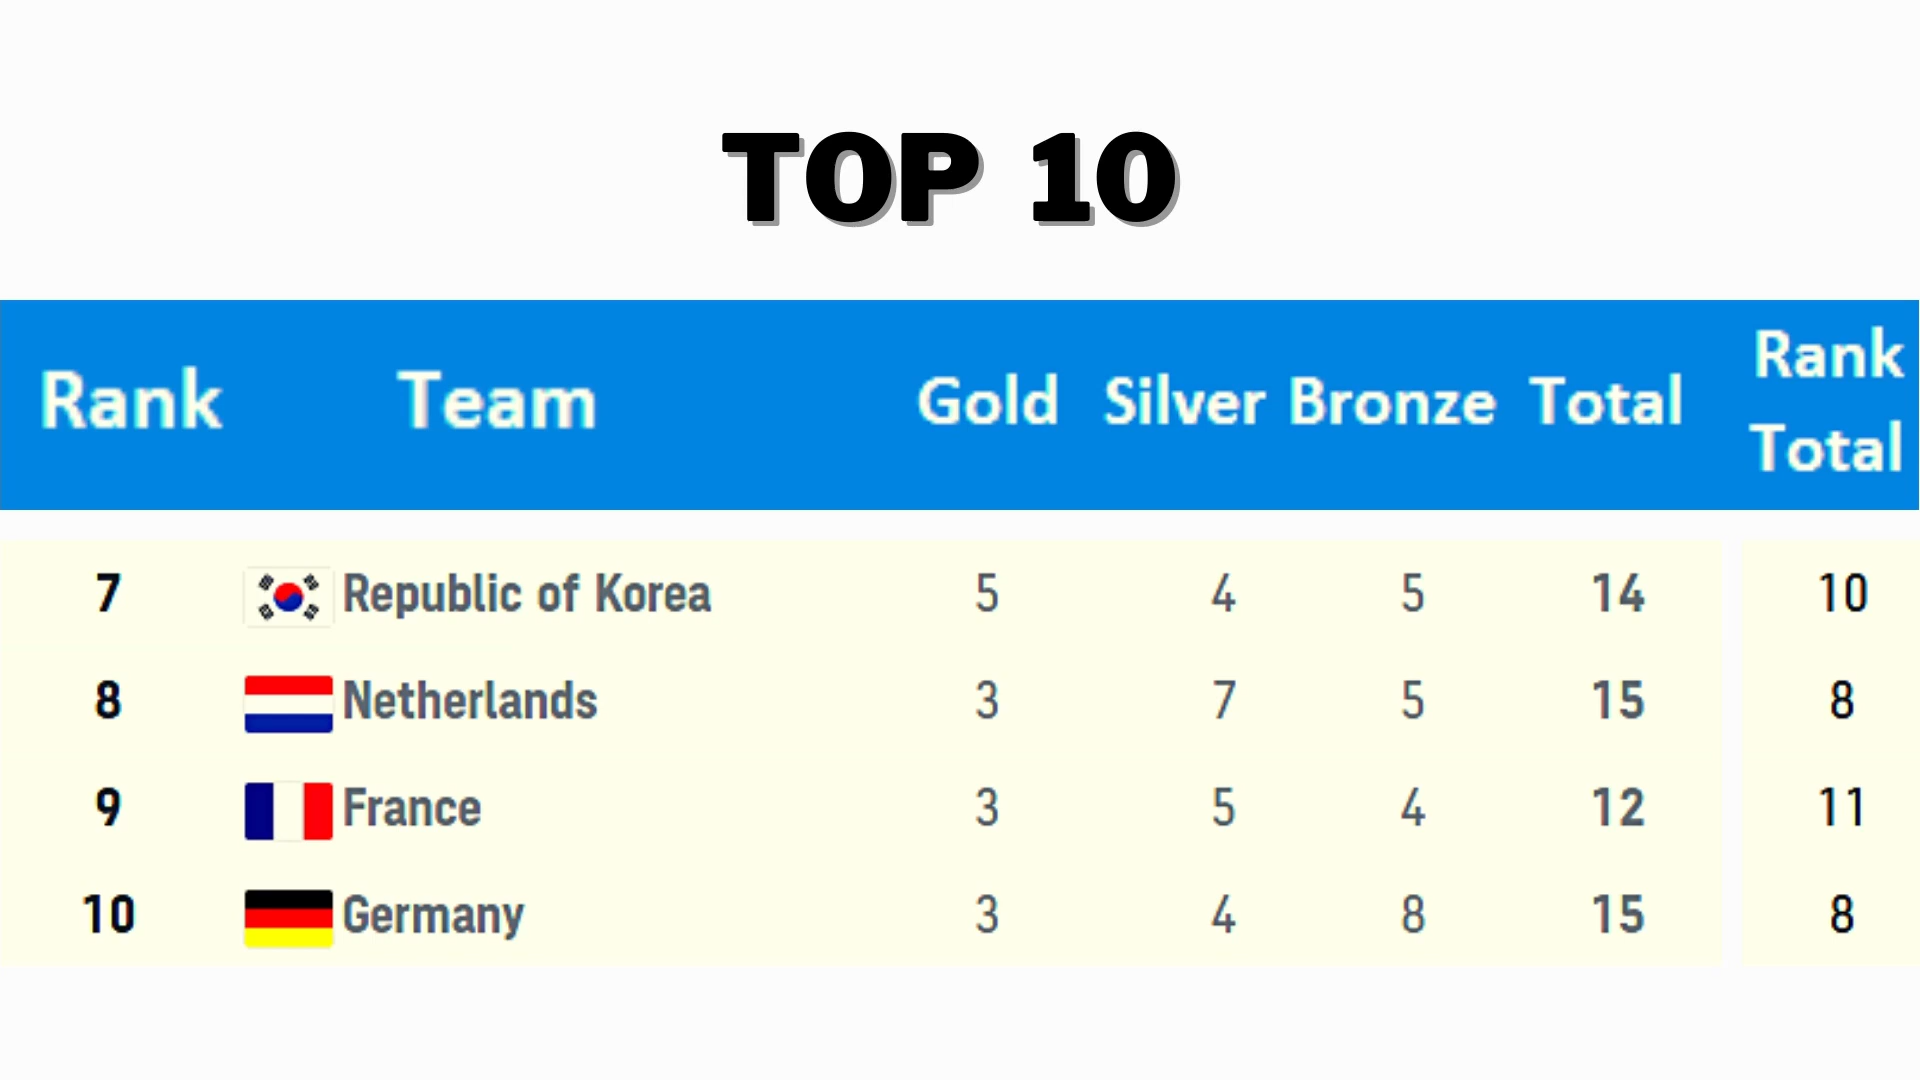 TOP 10
Rank Team Gold Silver Bronze Total Rank Total
7 Republic of Korea 5 4 5 14 10
8 Netherlands 3 7 5 15 8
9 France 3 5 4 12 11
10 Germany 3 4 8 15 8